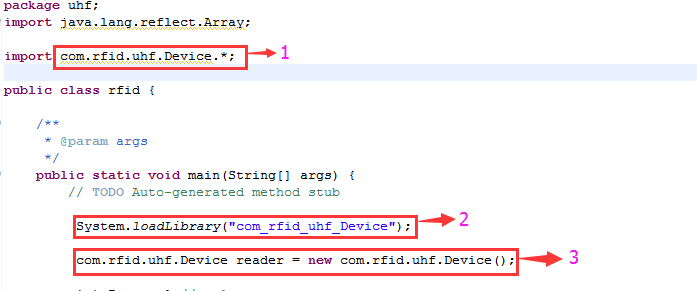 package uhf;
import java.lang.reflect.Array;
import com.rfid.uhf.Device.*; 1
public class rfid {
/**
* @param args
*/
public static void main(String[] args) {
// TODO Auto-generated method stub
System.loadLibrary("com_rfid_uhf_Device"); 2
com.rfid.uhf.Device reader = new com.rfid.uhf.Device(); 3